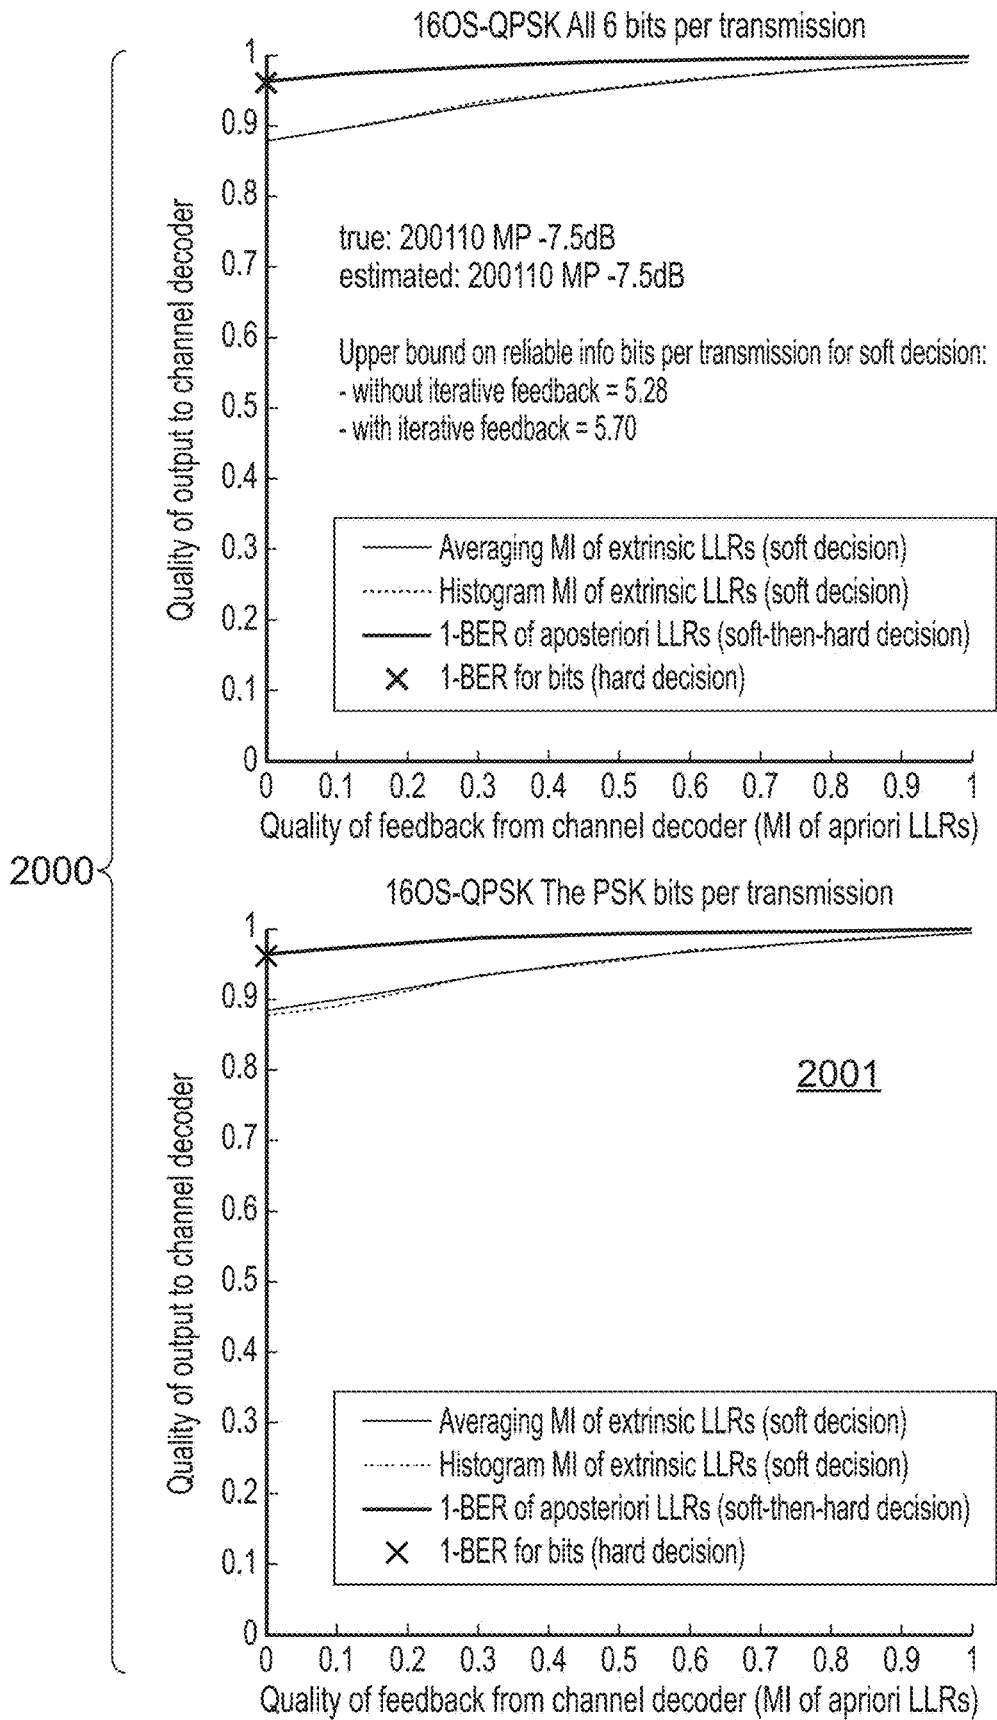 16OS-QPSK All 6 bits per transmission
1
0.9
0.8
0.7
0.6
0.5
0.4
0.3
0.2
0.1
0
Quality of output to channel decoder
true: 200110 MP -7.5dB
estimated: 200110 MP -7.5dB
Upper bound on reliable info bits per transmission for soft decision:
- without iterative feedback = 5.28
- with iterative feedback = 5.70
Averaging MI of extrinsic LLRs (soft decision)
Histogram MI of extrinsic LLRs (soft decision)
1-BER of aposteriori LLRs (soft-then-hard decision)
1-BER for bits (hard decision)
0 0.1 0.2 0.3 0.4 0.5 0.6 0.7 0.8 0.9 1
Quality of feedback from channel decoder (MI of apriori LLRs)
2000
16OS-QPSK The PSK bits per transmission
1
0.9
0.8
0.7
0.6
0.5
0.4
0.3
0.2
0.1
0
Quality of output to channel decoder
2001
Averaging MI of extrinsic LLRs (soft decision)
Histogram MI of extrinsic LLRs (soft decision)
1-BER of aposteriori LLRs (soft-then-hard decision)
1-BER for bits (hard decision)
0 0.1 0.2 0.3 0.4 0.5 0.6 0.7 0.8 0.9 1
Quality of feedback from channel decoder (MI of apriori LLRs)